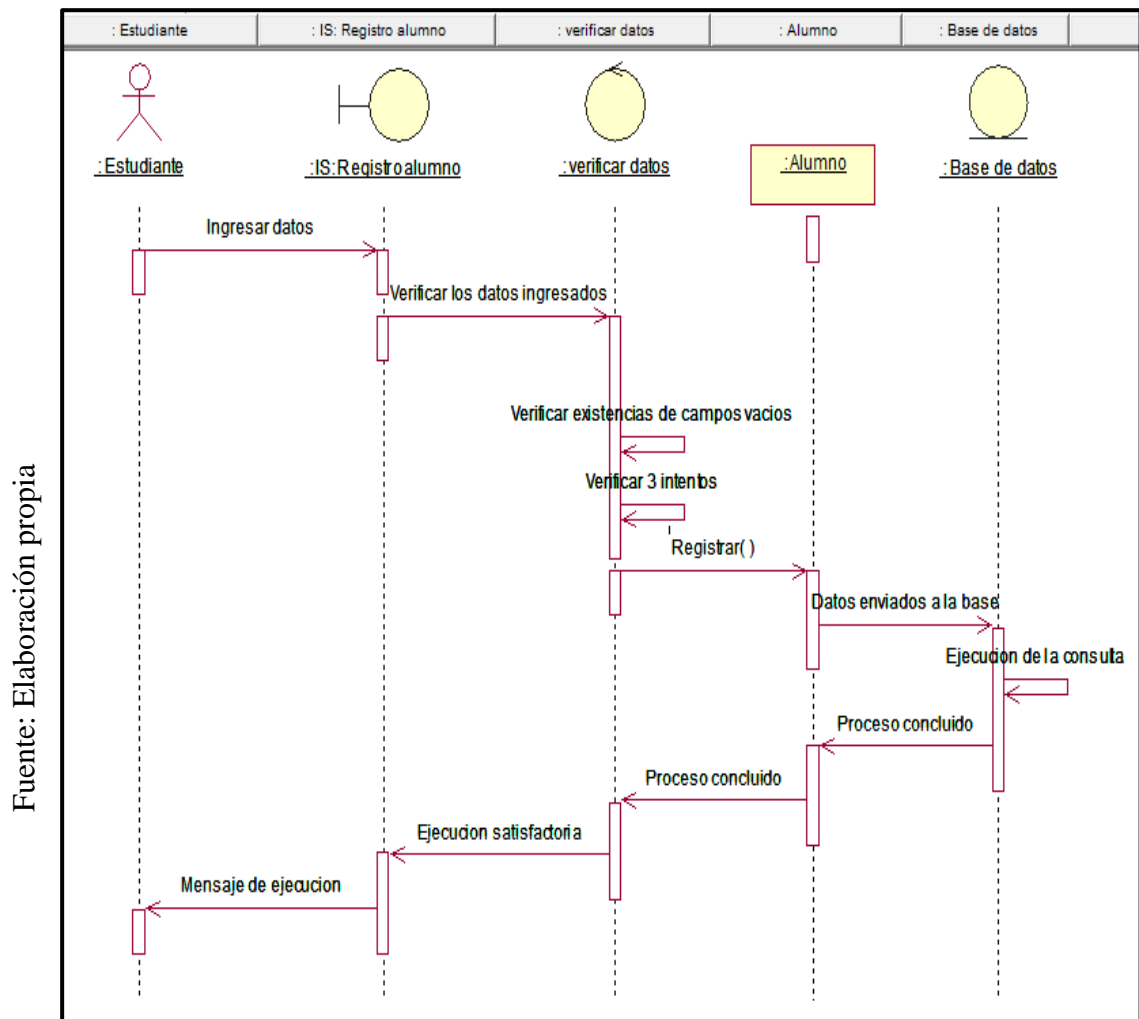 : Estudiante
: IS: Registro alumno
: verificar datos
: Alumno
: Base de datos
:Estudiante
:IS:Registro alumno
:verificar datos
:Alumno
:Base de datos
Ingresar datos
Verificar los datos ingresados
Verificar existencias de campos vacios
Verificar 3 intentos
Registrar( )
Datos enviados a la base
Ejecucion de la consulta
Proceso concluido
Proceso concluido
Ejecucion satisfactoria
Mensaje de ejecucion
Fuente: Elaboración propia